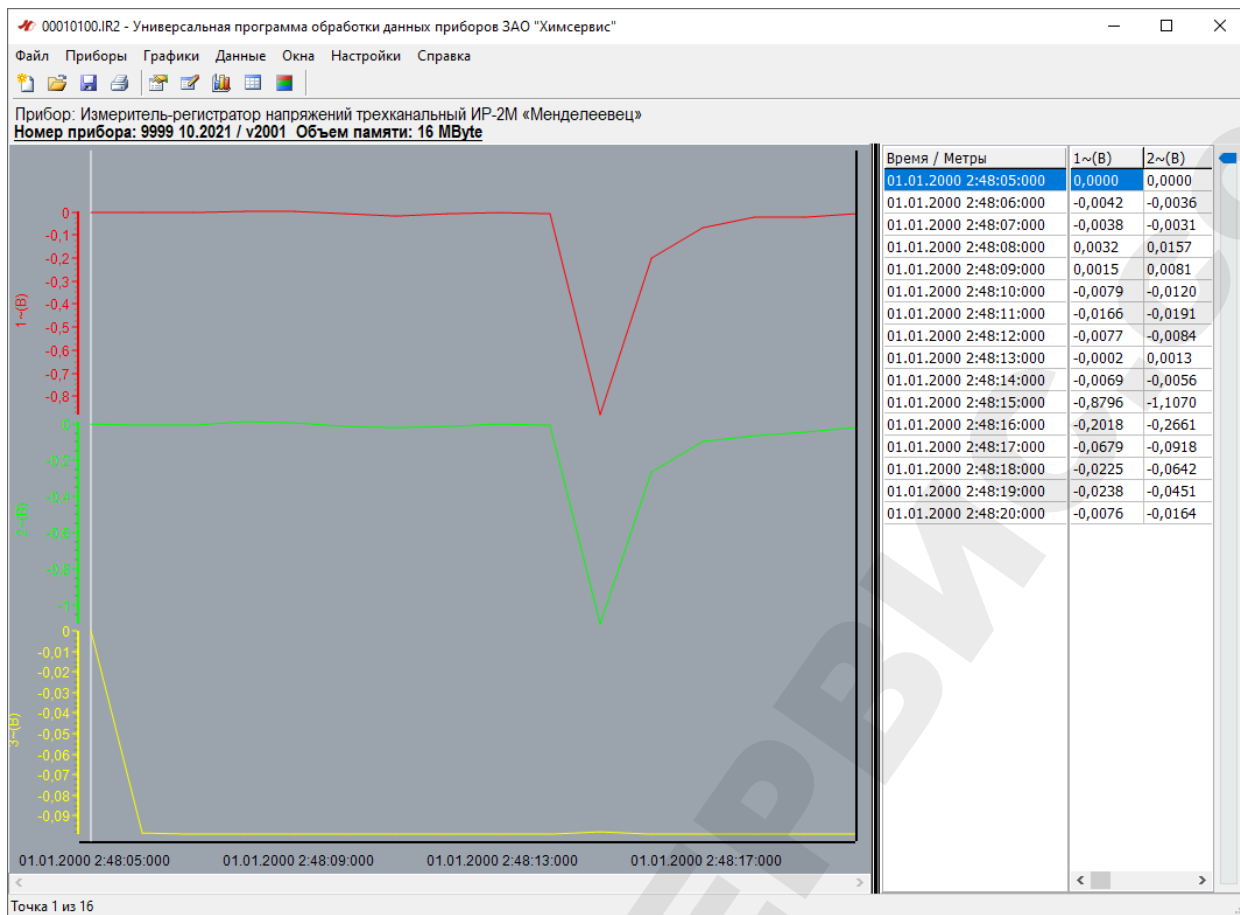 00010100.IR2 - Универсальная программа обработки данных приборов ЗАО "Химсервис"
Файл Приборы Графики Данные Окна Настройки Справка
Прибор: Измеритель-регистратор напряжений трехканальный ИР-2М «Менделеевец»
Номер прибора: 9999 10.2021 / v2001 Объем памяти: 16 MByte
0
-0,1
-0,2
-0,3
-0,4
-0,5
-0,6
-0,7
-0,8
1~(В)
0
-0,2
-0,4
-0,6
-0,8
-1
2~(В)
0
-0,01
-0,02
-0,03
-0,04
-0,05
-0,06
-0,07
-0,08
-0,09
3~(В)
01.01.2000 2:48:05:000 01.01.2000 2:48:09:000 01.01.2000 2:48:13:000 01.01.2000 2:48:17:000
Время / Метры 1~(В) 2~(В)
01.01.2000 2:48:05:000 0,0000 0,0000
01.01.2000 2:48:06:000 -0,0042 -0,0036
01.01.2000 2:48:07:000 -0,0038 -0,0031
01.01.2000 2:48:08:000 0,0032 0,0157
01.01.2000 2:48:09:000 0,0015 0,0081
01.01.2000 2:48:10:000 -0,0079 -0,0120
01.01.2000 2:48:11:000 -0,0166 -0,0191
01.01.2000 2:48:12:000 -0,0077 -0,0084
01.01.2000 2:48:13:000 -0,0002 0,0013
01.01.2000 2:48:14:000 -0,0069 -0,0056
01.01.2000 2:48:15:000 -0,8796 -1,1070
01.01.2000 2:48:16:000 -0,2018 -0,2661
01.01.2000 2:48:17:000 -0,0679 -0,0918
01.01.2000 2:48:18:000 -0,0225 -0,0642
01.01.2000 2:48:19:000 -0,0238 -0,0451
01.01.2000 2:48:20:000 -0,0076 -0,0164
Точка 1 из 16